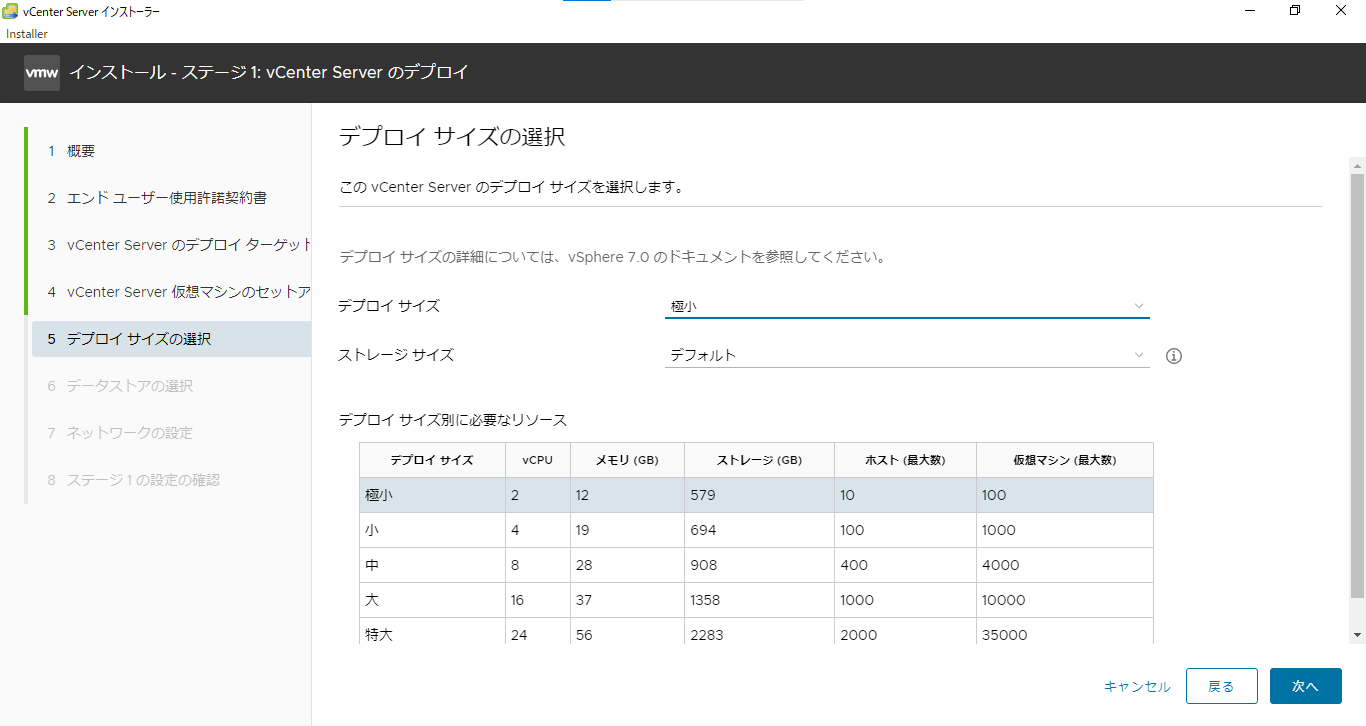 vCenter Server インストーラー
Installer
vmw インストール - ステージ 1: vCenter Server のデプロイ
1 概要
2 エンド ユーザー使用許諾契約書
3 vCenter Server のデプロイ ターゲット
4 vCenter Server 仮想マシンのセットア
5 デプロイ サイズの選択
6 データストアの選択
7 ネットワークの設定
8 ステージ 1 の設定の確認
デプロイ サイズの選択
この vCenter Server のデプロイ サイズを選択します。
デプロイ サイズの詳細については、vSphere 7.0 のドキュメントを参照してください。
デプロイ サイズ 極小
ストレージ サイズ デフォルト
デプロイ サイズ別に必要なリソース
デプロイ サイズ vCPU メモリ (GB) ストレージ (GB) ホスト (最大数) 仮想マシン (最大数)
極小 2 12 579 10 100
小 4 19 694 100 1000
中 8 28 908 400 4000
大 16 37 1358 1000 10000
特大 24 56 2283 2000 35000
キャンセル 戻る 次へ